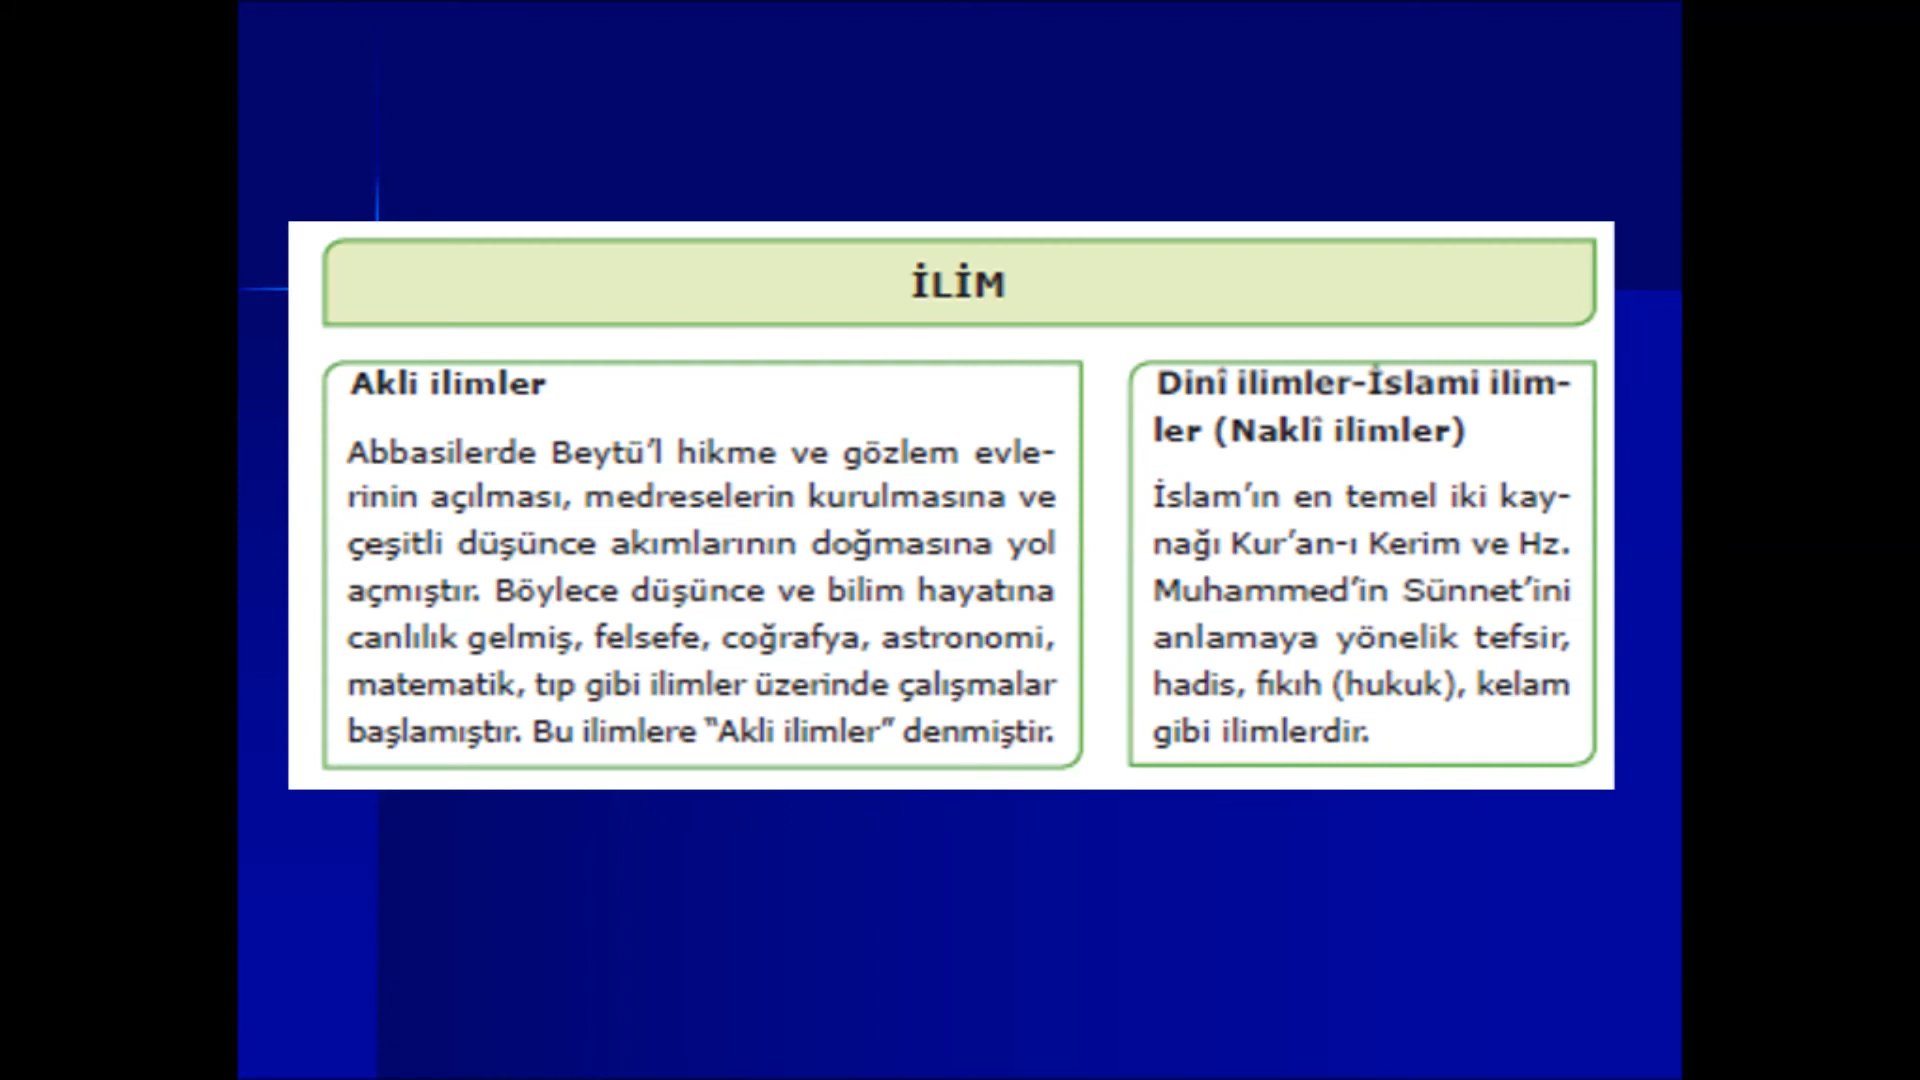 İLİM
Akli ilimler
Abbasilerde Beytü’l hikme ve gözlem evle-
rinin açılması, medreselerin kurulmasına ve
çeşitli düşünce akımlarının doğmasına yol
açmıştır. Böylece düşünce ve bilim hayatına
canlılık gelmiş, felsefe, coğrafya, astronomi,
matematik, tıp gibi ilimler üzerinde çalışmalar
başlamıştır. Bu ilimlere “Akli ilimler” denmiştir.
Dinî ilimler-İslami ilim-
ler (Naklî ilimler)
İslam’ın en temel iki kay-
nağı Kur’an-ı Kerim ve Hz.
Muhammed’in Sünnet’ini
anlamaya yönelik tefsir,
hadis, fıkıh (hukuk), kelam
gibi ilimlerdir.